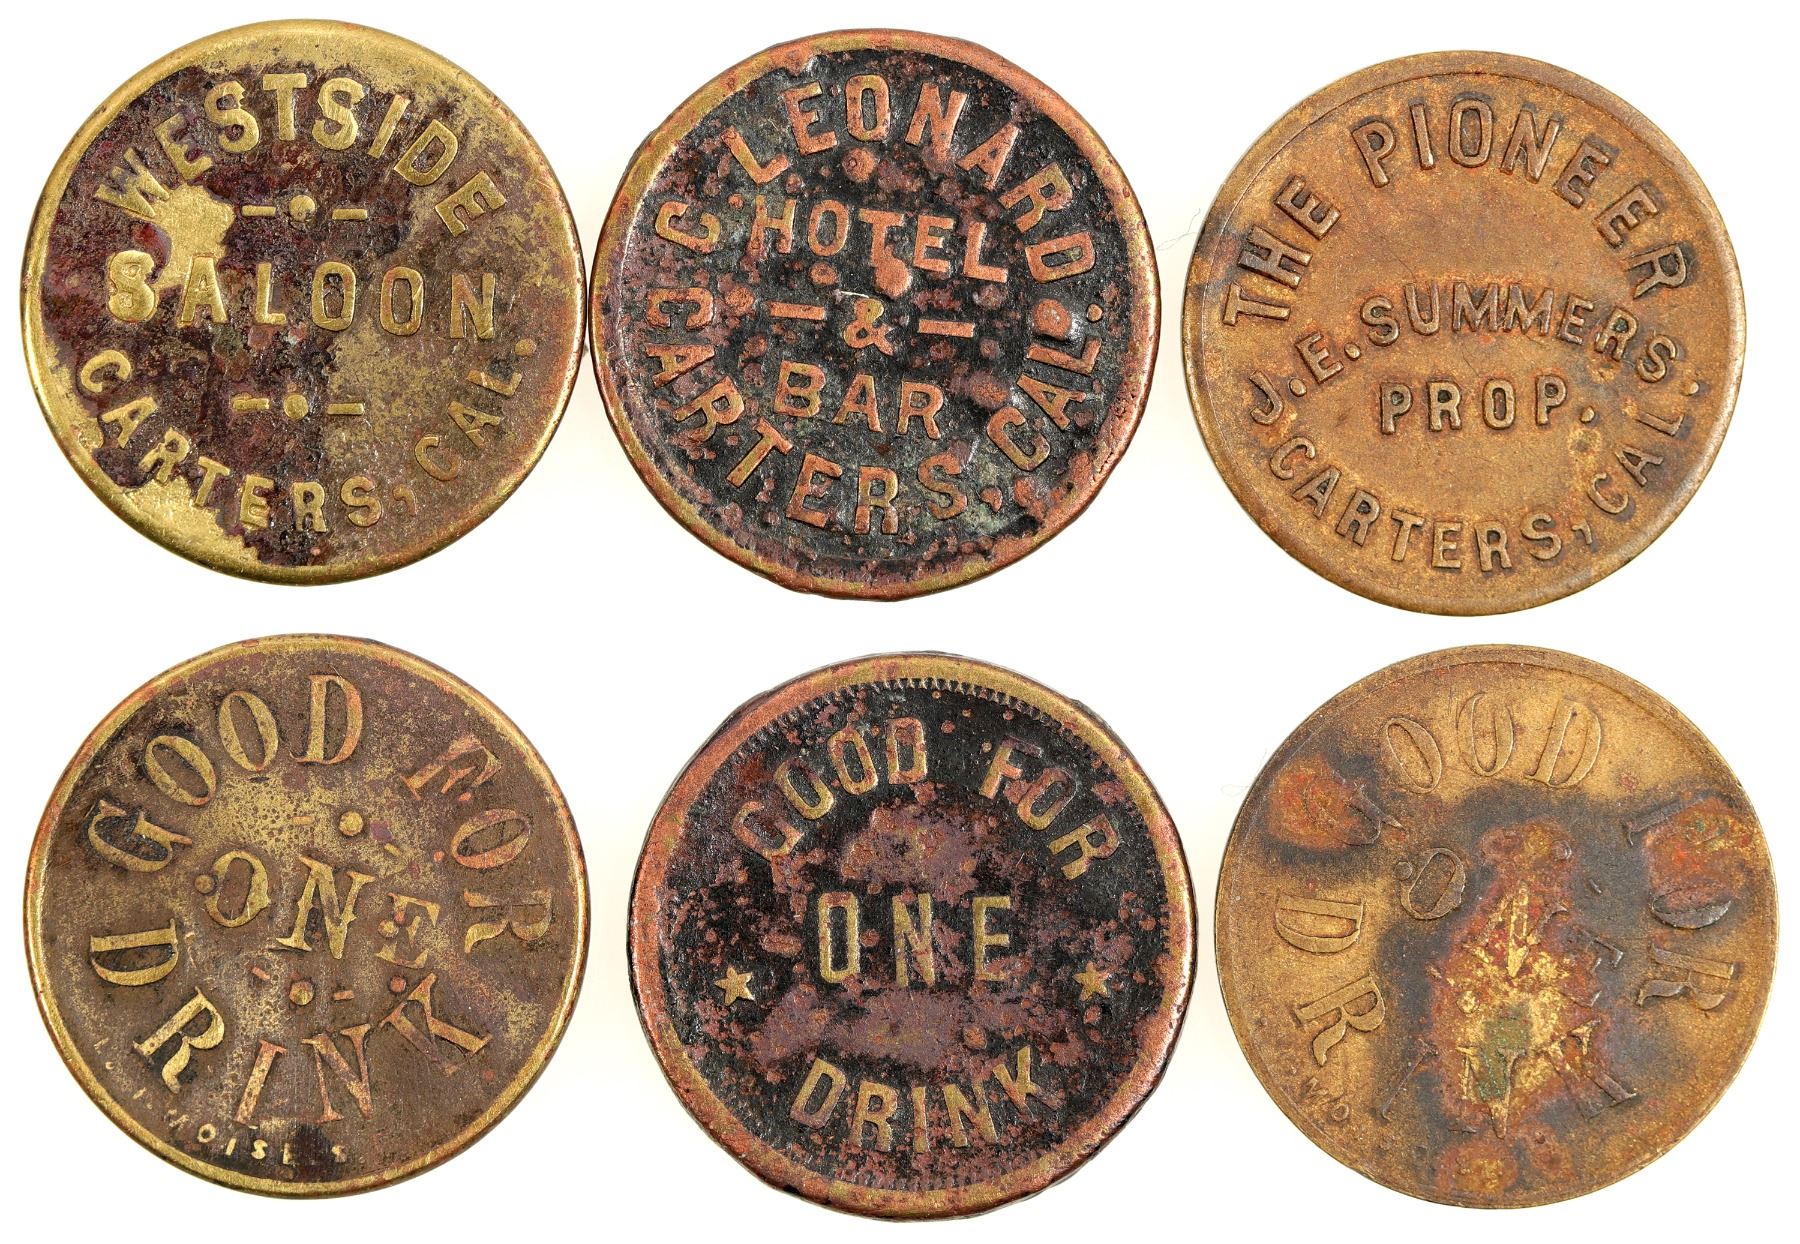 WESTSIDE
SALOON
CARTERS, CAL.
C. LEONARD
HOTEL
&
BAR
CARTERS, CAL.
THE PIONEER
J.E. SUMMERS.
PROP.
CARTERS, CAL.
GOOD FOR
ONE
DRINK
MOISE
GOOD FOR
ONE
DRINK
GOOD FOR
DRINK